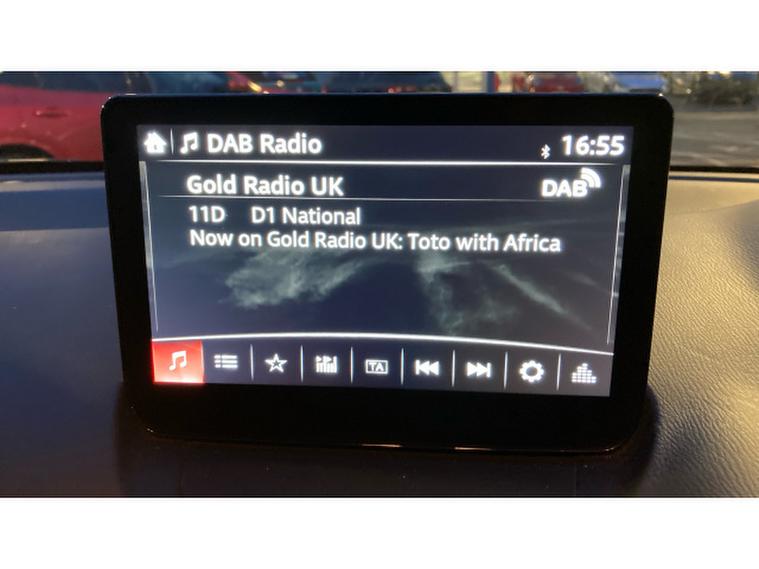 DAB Radio 16:55
Gold Radio UK DAB
11D D1 National
Now on Gold Radio UK: Toto with Africa
TA